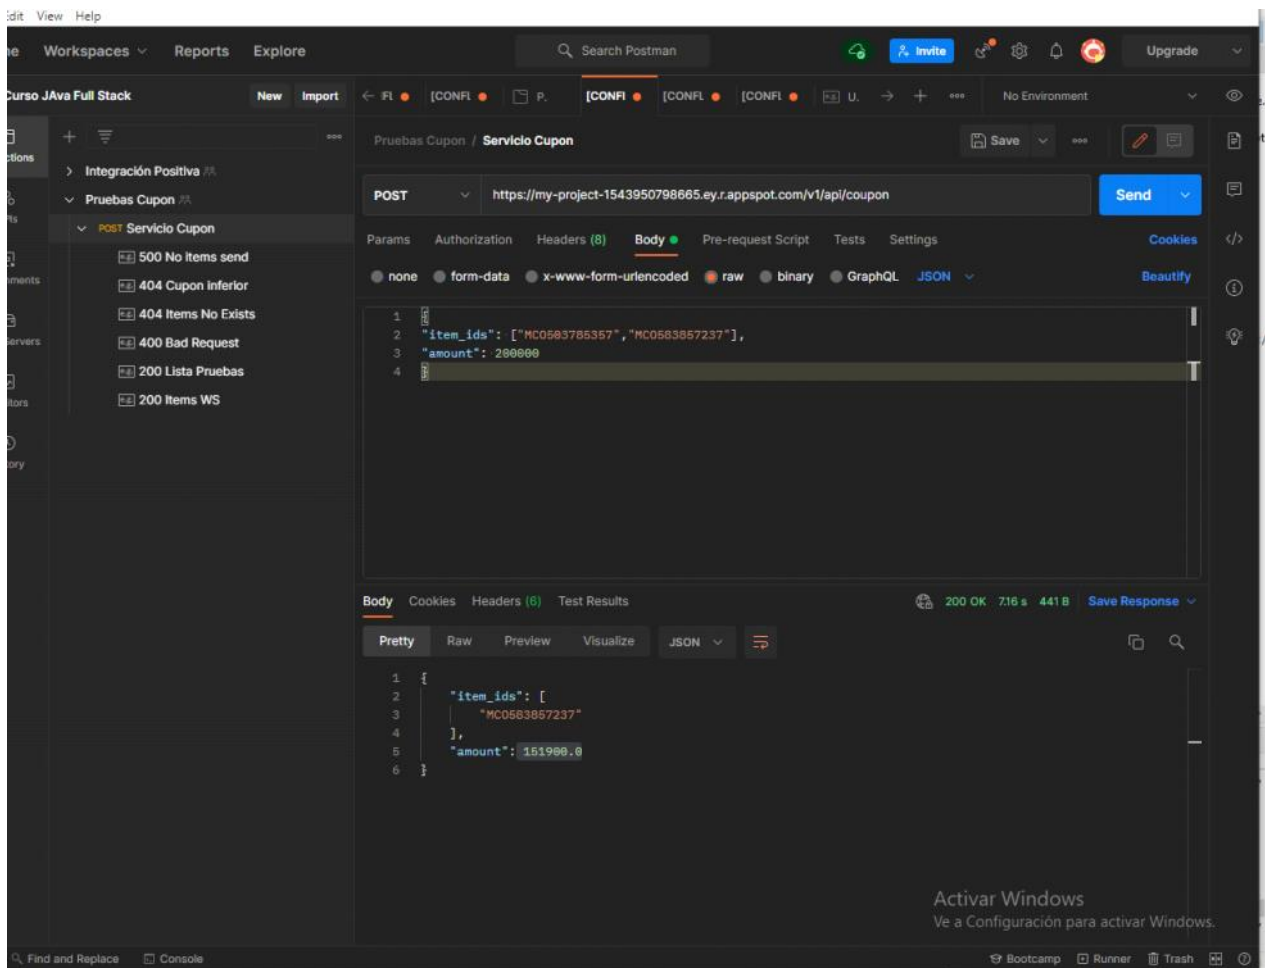 Edit View Help
Workspaces Reports Explore Search Postman Invite Upgrade
Curso JAva Full Stack New Import FL [CONFL P. [CONFI [CONFL [CONFL U. No Environment
Pruebas Cupon / Servicio Cupon Save
Integración Positiva
Pruebas Cupon
POST Servicio Cupon
500 No items send
404 Cupon inferior
404 Items No Exists
400 Bad Request
200 Lista Pruebas
200 Items WS
POST https://my-project-1543950798665.ey.r.appspot.com/v1/api/coupon Send
Params Authorization Headers (8) Body Pre-request Script Tests Settings Cookies
none form-data x-www-form-urlencoded raw binary GraphQL JSON Beautify
1 {
2 "item_ids": ["MCO503785357","MCO583857237"],
3 "amount": 200000
4 }
Body Cookies Headers (6) Test Results 200 OK 7.16 s 441 B Save Response
Pretty Raw Preview Visualize JSON
1 {
2 "item_ids": [
3 "MCO583857237"
4 ],
5 "amount": 151900.0
6 }
Activar Windows
Ve a Configuración para activar Windows.
Find and Replace Console Bootcamp Runner Trash